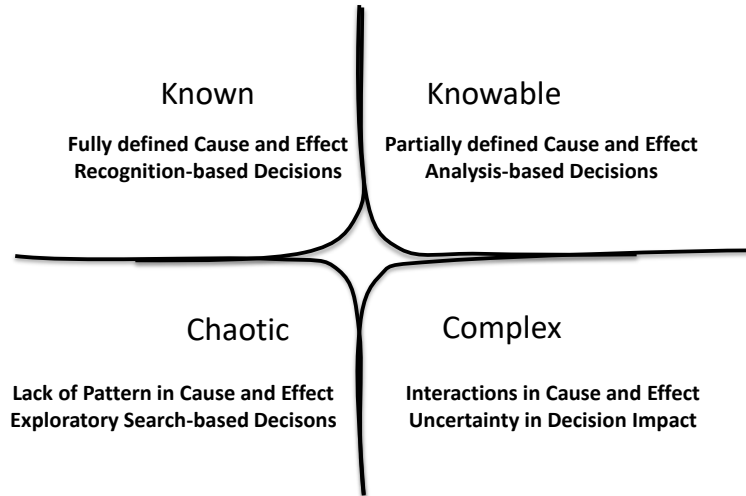 Known
Fully defined Cause and Effect
Recognition-based Decisions
Knowable
Partially defined Cause and Effect
Analysis-based Decisions
Chaotic
Lack of Pattern in Cause and Effect
Exploratory Search-based Decisons
Complex
Interactions in Cause and Effect
Uncertainty in Decision Impact